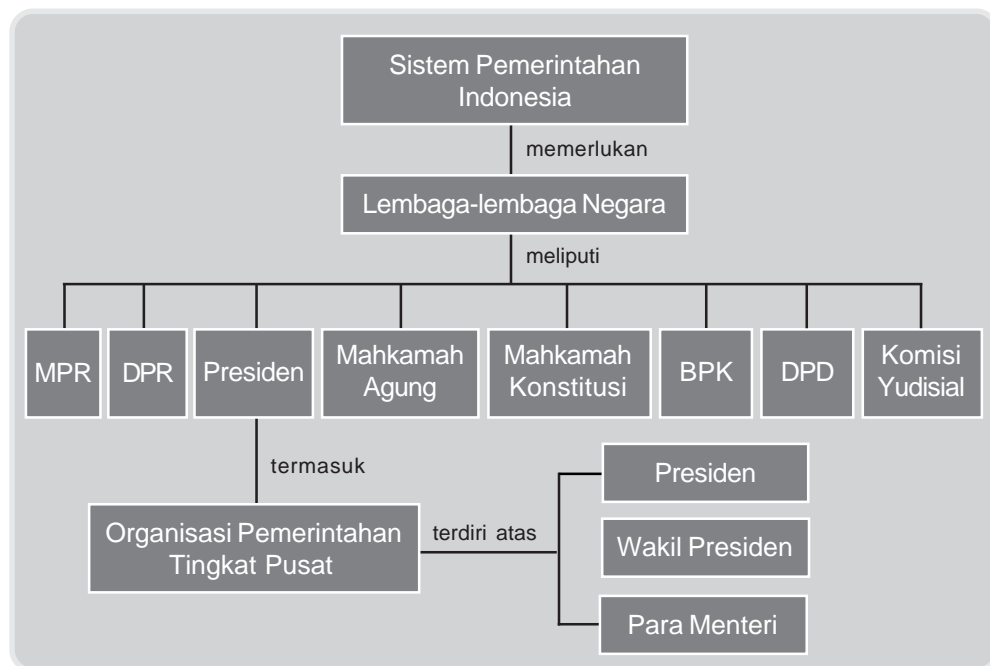 Sistem Pemerintahan
Indonesia
memerlukan
Lembaga-lembaga Negara
meliputi
MPR
DPR
Presiden
Mahkamah
Agung
Mahkamah
Konstitusi
BPK
DPD
Komisi
Yudisial
termasuk
Organisasi Pemerintahan
Tingkat Pusat
terdiri atas
Presiden
Wakil Presiden
Para Menteri